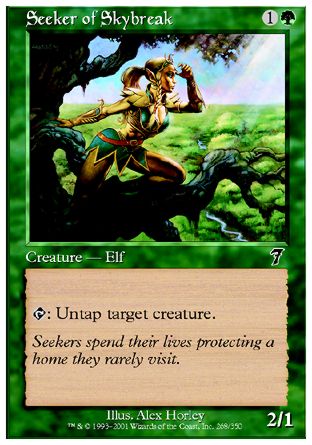 Seeker of Skybreak 1
Creature — Elf 7
: Untap target creature.
Seekers spend their lives protecting a
home they rarely visit.
Illus. Alex Horley
™ & © 1993–2001 Wizards of the Coast, Inc. 268/350
2/1